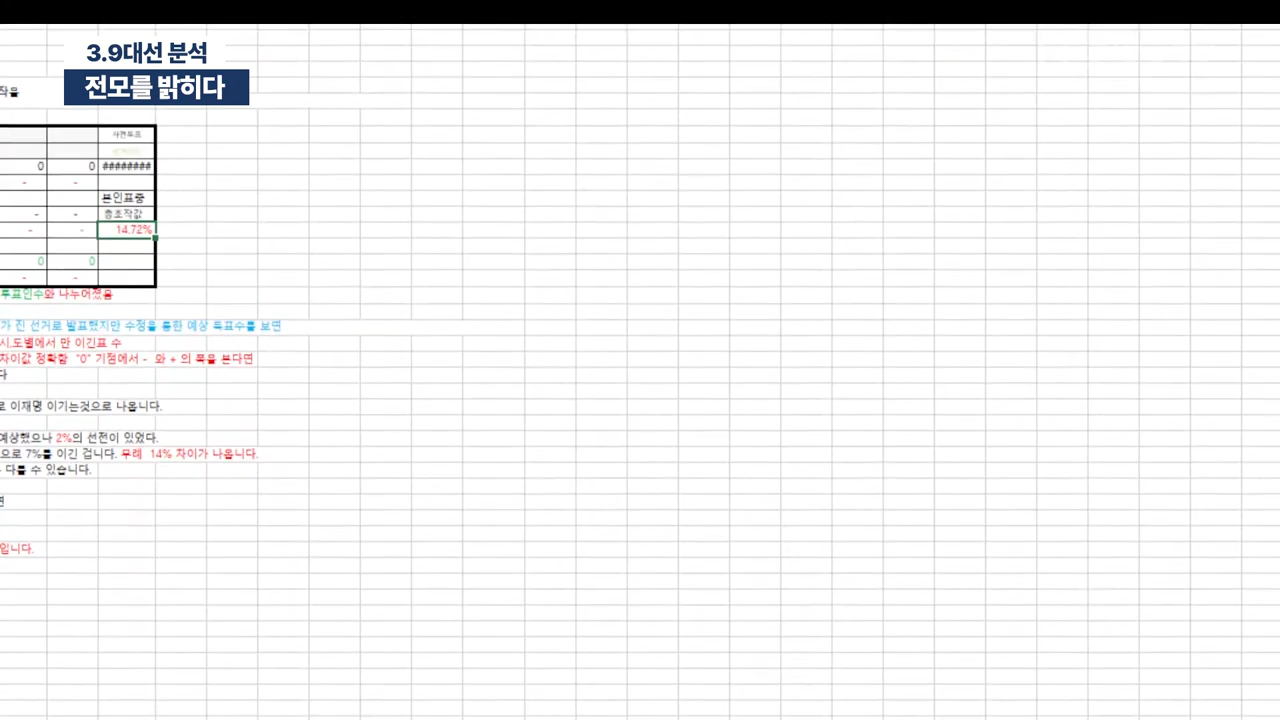 3.9대선 분석
전모를 밝히다
작을
사전투표
0 0 ########
- -
본인표중
- - 총조작값
- - 14.72%
0 0
- -
투표인수와 나누어졌음
가 진 선거로 발표했지만 수정을 통한 예상 득표수를 보면
시,도별에서 만 이긴표 수
차이값 정확함 "0" 기점에서 - 와 + 의 폭을 본다면
다
로 이재명 이기는것으로 나옵니다.
예상했으나 2%의 선전이 있었다.
으로 7%를 이긴 겁니다. 무례 14% 차이가 나옵니다.
다를 수 있습니다.
면
입니다.